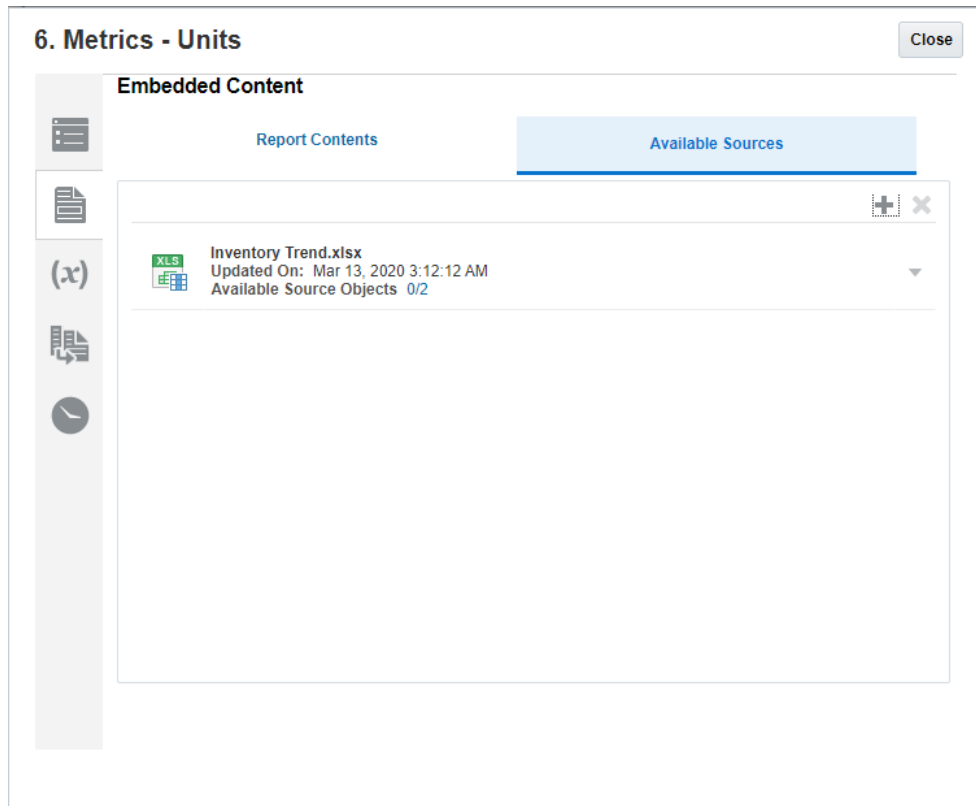 6. Metrics - Units
Close
Embedded Content
Report Contents
Available Sources
XLS
Inventory Trend.xlsx
Updated On: Mar 13, 2020 3:12:12 AM
Available Source Objects 0/2
(x)